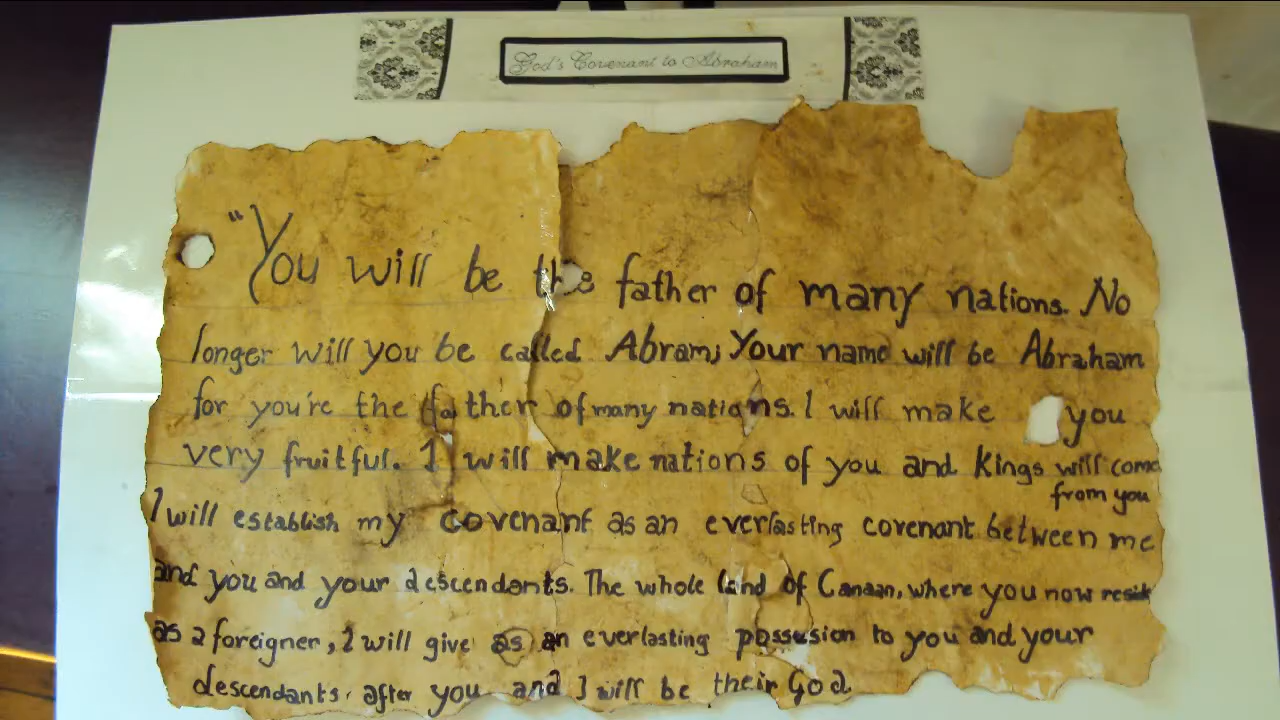 God's Covenant to Abraham
"You will be the father of many nations. No
longer will you be called Abram, Your name will be Abraham
for you're the father of many nations. I will make you
very fruitful. I will make nations of you and kings will come
from you
I will establish my covenant as an everlasting covenant between me
and you and your descendants. The whole land of Canaan, where you now reside
as a foreigner, I will give as an everlasting possesion to you and your
descendants after you and I will be their God.